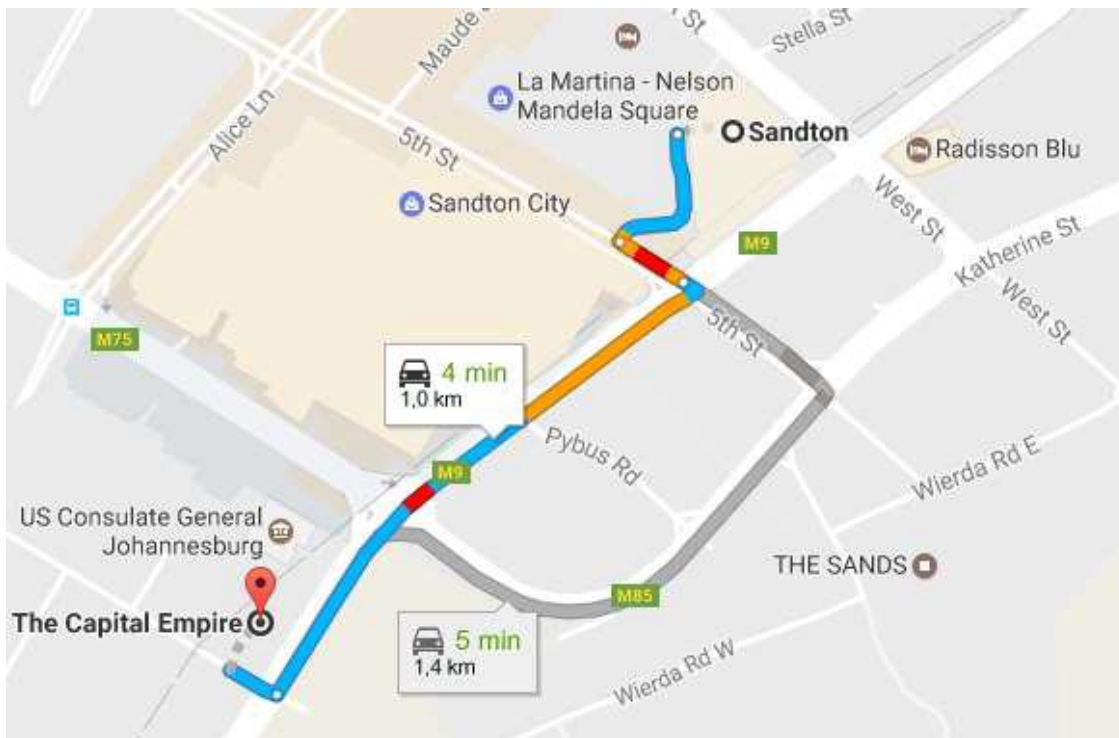 Stella St
Maude
La Martina - Nelson
Mandela Square
Alice Ln
5th St
Sandton
Radisson Blu
Sandton City
West St
M9
Katherine St
M75
5th St
West St
4 min
1,0 km
Pybus Rd
M9
Wierda Rd E
US Consulate General
Johannesburg
THE SANDS
M85
The Capital Empire
5 min
1,4 km
Wierda Rd W